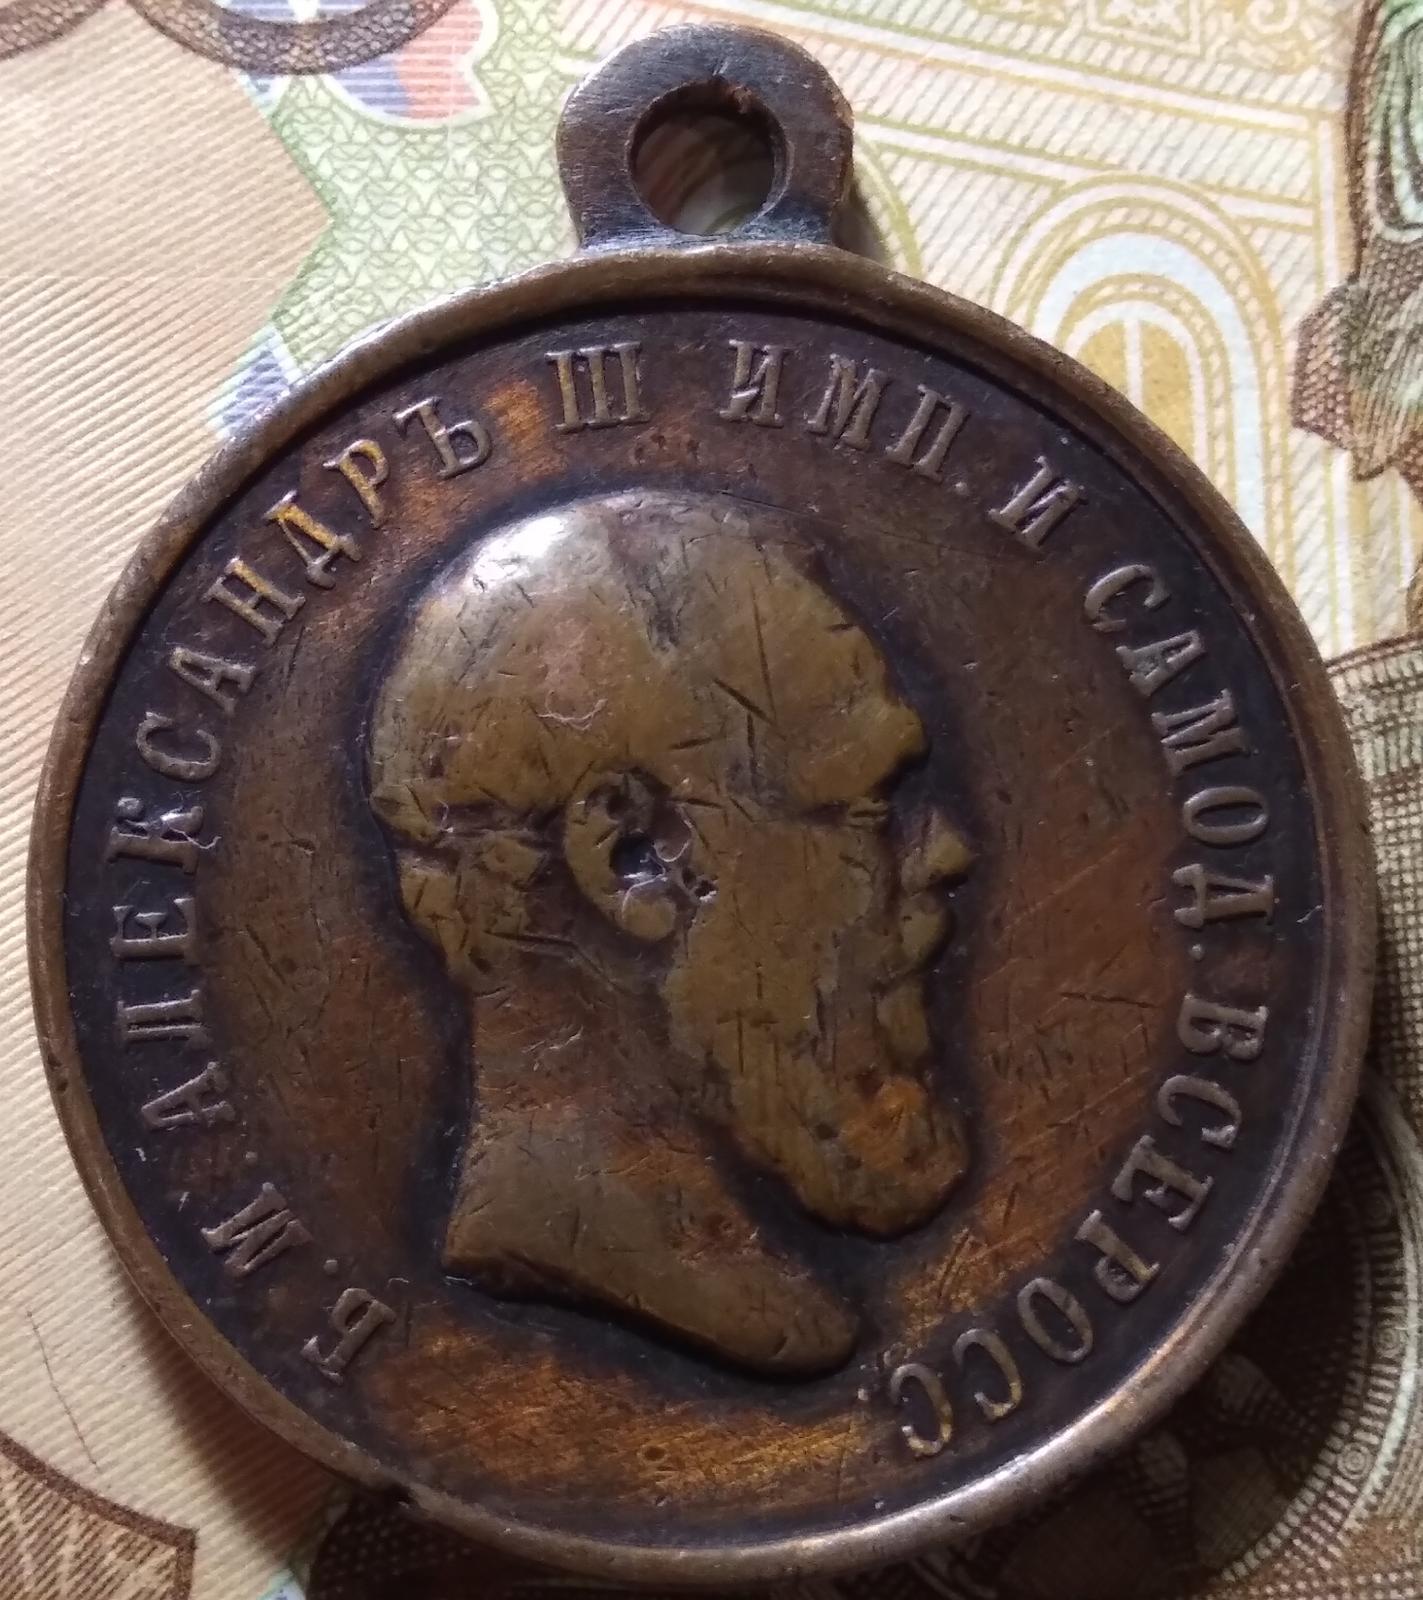 Б. М. АЛЕКСАНДРЪ III ИМП. И САМОД. ВСЕРОСС.